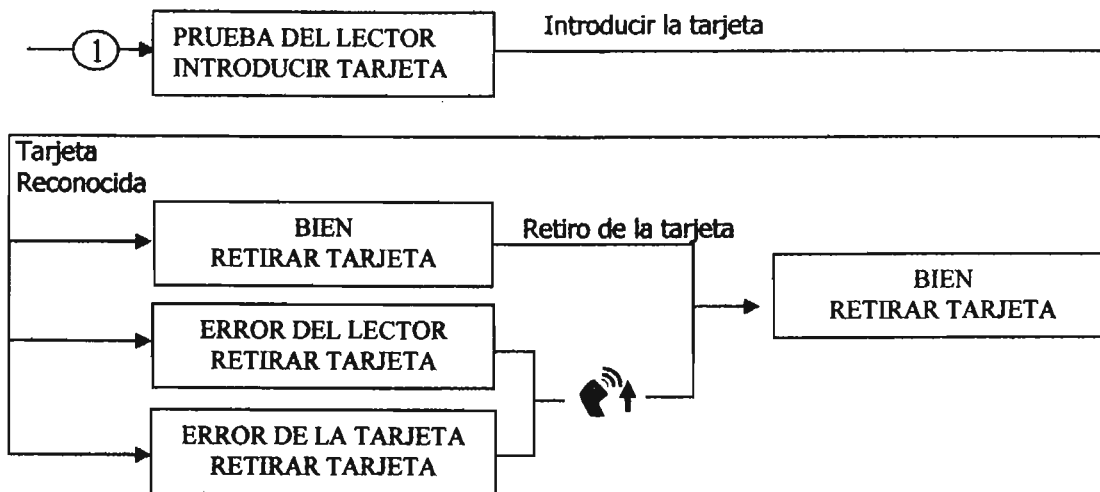 Introducir la tarjeta
1
PRUEBA DEL LECTOR
INTRODUCIR TARJETA
Tarjeta
Reconocida
BIEN
RETIRAR TARJETA
Retiro de la tarjeta
BIEN
RETIRAR TARJETA
ERROR DEL LECTOR
RETIRAR TARJETA
ERROR DE LA TARJETA
RETIRAR TARJETA